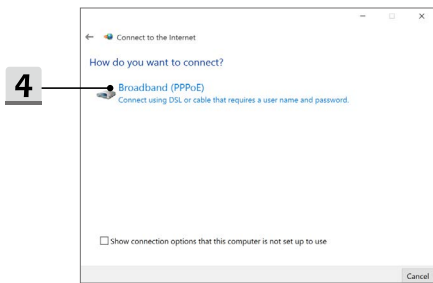 Connect to the Internet
How do you want to connect?
4
Broadband (PPPoE)
Connect using DSL or cable that requires a user name and password.
Show connection options that this computer is not set up to use
Cancel